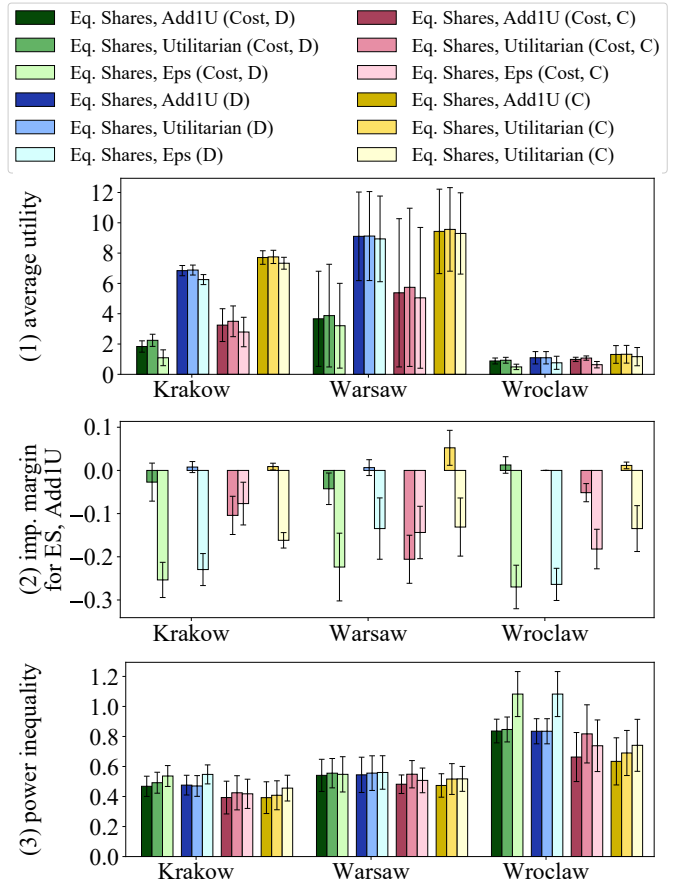 Eq. Shares, Add1U (Cost, D)
Eq. Shares, Utilitarian (Cost, D)
Eq. Shares, Eps (Cost, D)
Eq. Shares, Add1U (D)
Eq. Shares, Utilitarian (D)
Eq. Shares, Eps (D)
Eq. Shares, Add1U (Cost, C)
Eq. Shares, Utilitarian (Cost, C)
Eq. Shares, Eps (Cost, C)
Eq. Shares, Add1U (C)
Eq. Shares, Utilitarian (C)
Eq. Shares, Utilitarian (C)
(1) average utility
12
10
8
6
4
2
0
Krakow Warsaw Wroclaw
(2) imp. margin
for ES, Add1U
0.1
0.0
−0.1
−0.2
−0.3
Krakow Warsaw Wroclaw
(3) power inequality
1.2
1.0
0.8
0.6
0.4
0.2
0.0
Krakow Warsaw Wroclaw